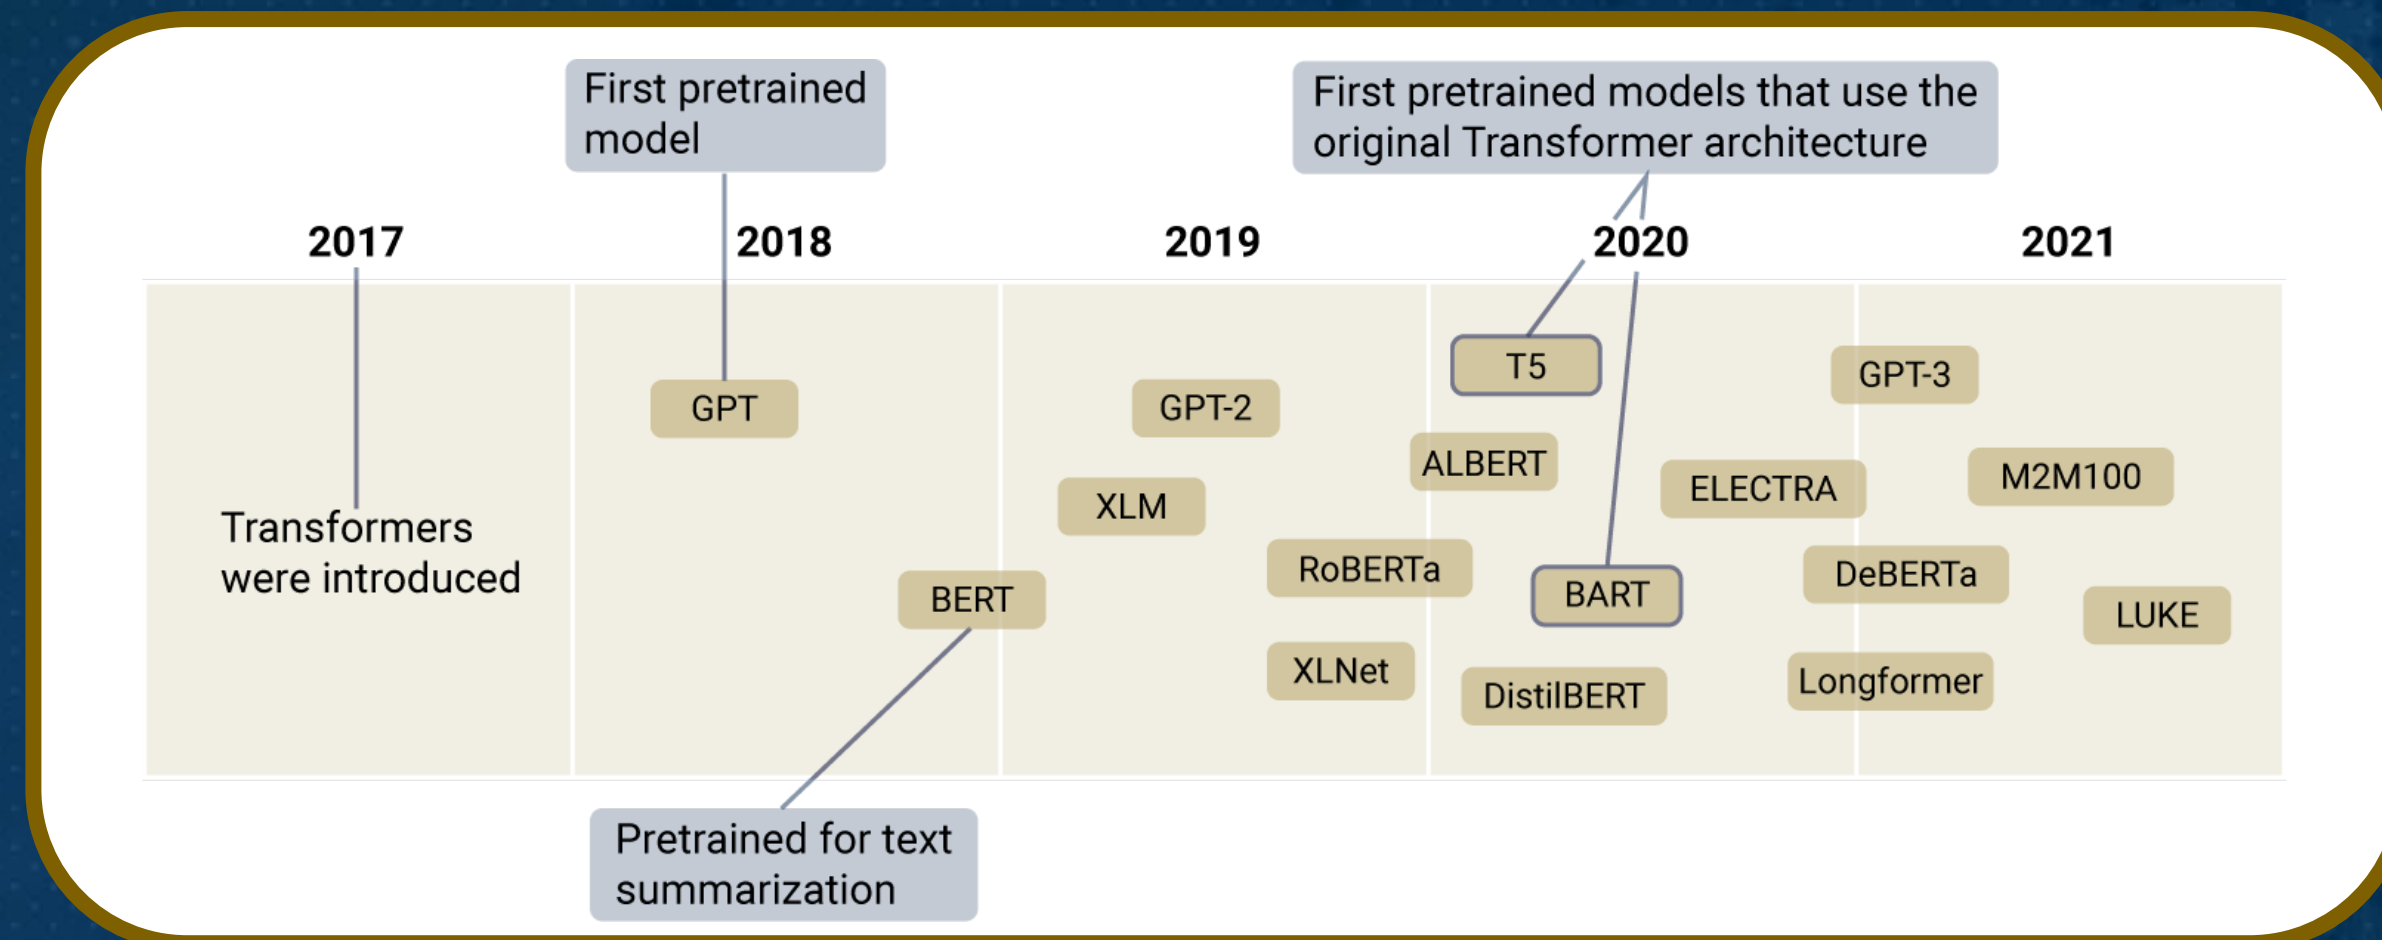 First pretrained
model
First pretrained models that use the
original Transformer architecture
2017
2018
2019
2020
2021
T5
GPT-3
GPT
GPT-2
ALBERT
M2M100
ELECTRA
XLM
Transformers
were introduced
RoBERTa
DeBERTa
BERT
BART
LUKE
XLNet
Longformer
DistilBERT
Pretrained for text
summarization